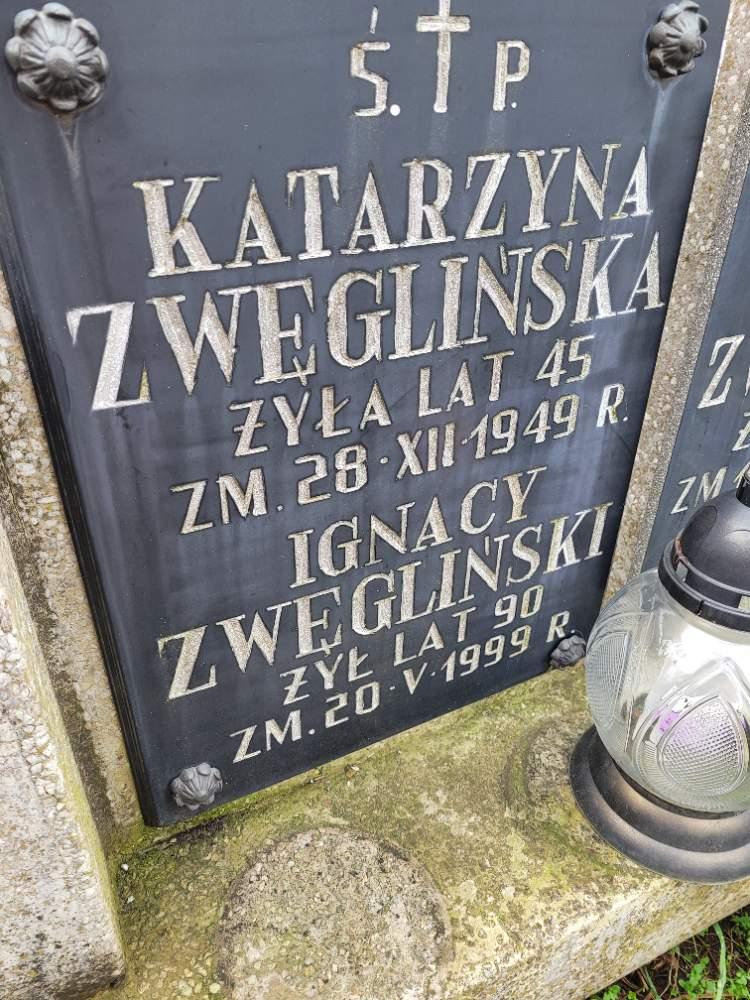 Ś. P.
KATARZYNA
ZWĘGLIŃSKA
ŻYŁA LAT 45
ZM. 28·XII·1949 R.
IGNACY
ZWĘGLIŃSKI
ŻYŁ LAT 90
ZM. 20·V·1999 R.